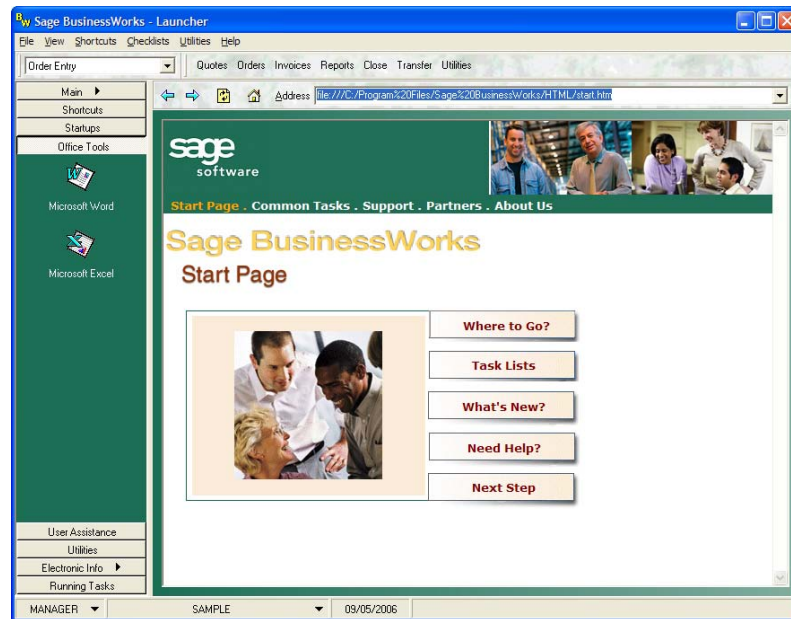 Bw Sage BusinessWorks - Launcher
File View Shortcuts Checklists Utilities Help
Order Entry Quotes Orders Invoices Reports Close Transfer Utilities
Main
Address file:///C:/Program%20Files/Sage%20BusinessWorks/HTML/start.htm
Shortcuts
Startups
Office Tools
Microsoft Word
Microsoft Excel
sage
software
Start Page . Common Tasks . Support . Partners . About Us
Sage BusinessWorks
Start Page
Where to Go?
Task Lists
What's New?
Need Help?
Next Step
User Assistance
Utilities
Electronic Info
Running Tasks
MANAGER SAMPLE 09/05/2006